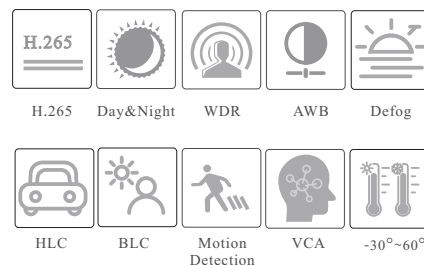 H.265
H.265 Day&Night WDR AWB Defog
HLC BLC Motion Detection VCA -30°~60°